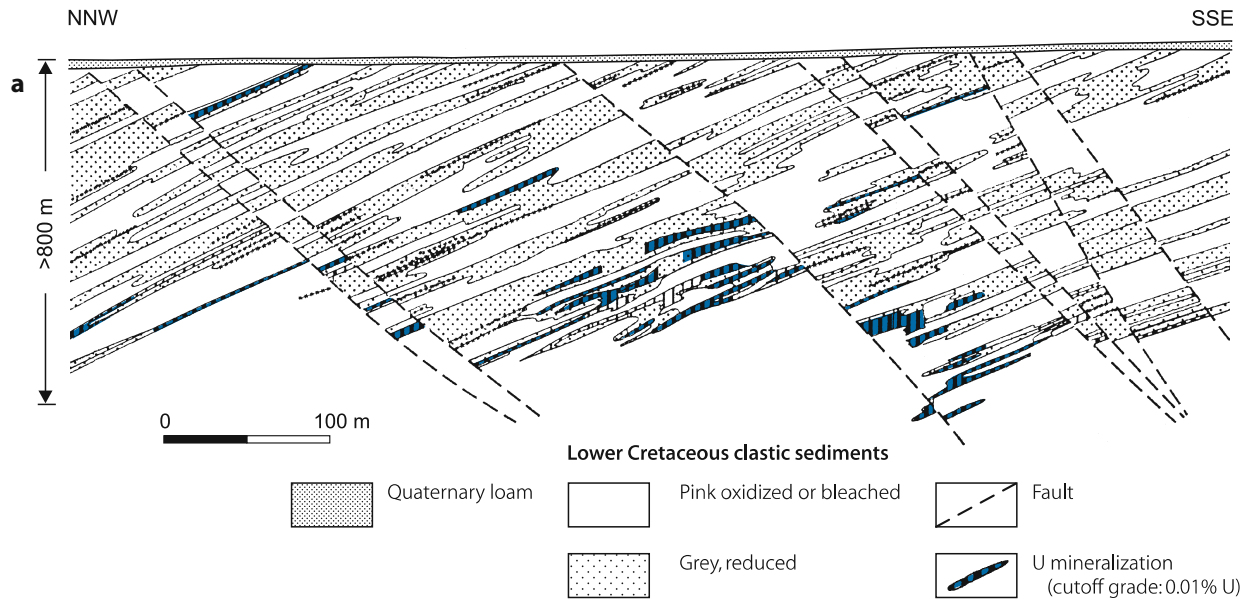 NNW
SSE
a
>800 m
0
100 m
Lower Cretaceous clastic sediments
Quaternary loam
Pink oxidized or bleached
Fault
Grey, reduced
U mineralization
(cutoff grade: 0.01% U)